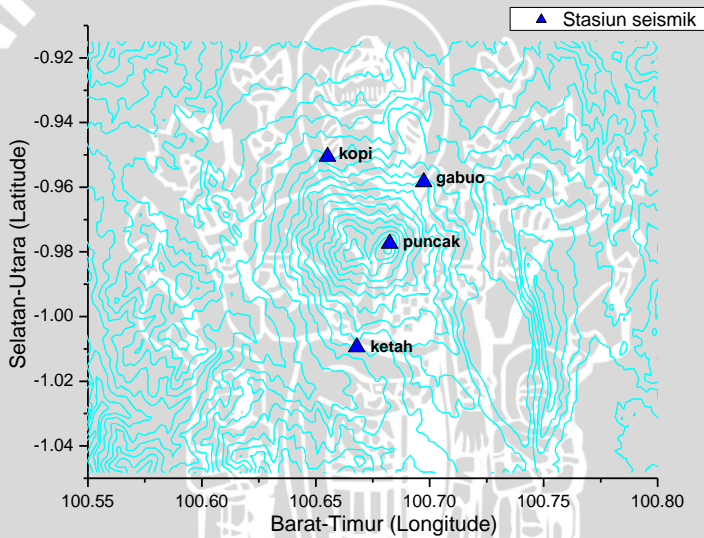 Stasiun seismik
-0.92
-0.94
-0.96
-0.98
-1.00
-1.02
-1.04
Selatan-Utara (Latitude)
kopi
gabuo
puncak
ketah
100.55 100.60 100.65 100.70 100.75 100.80
Barat-Timur (Longitude)